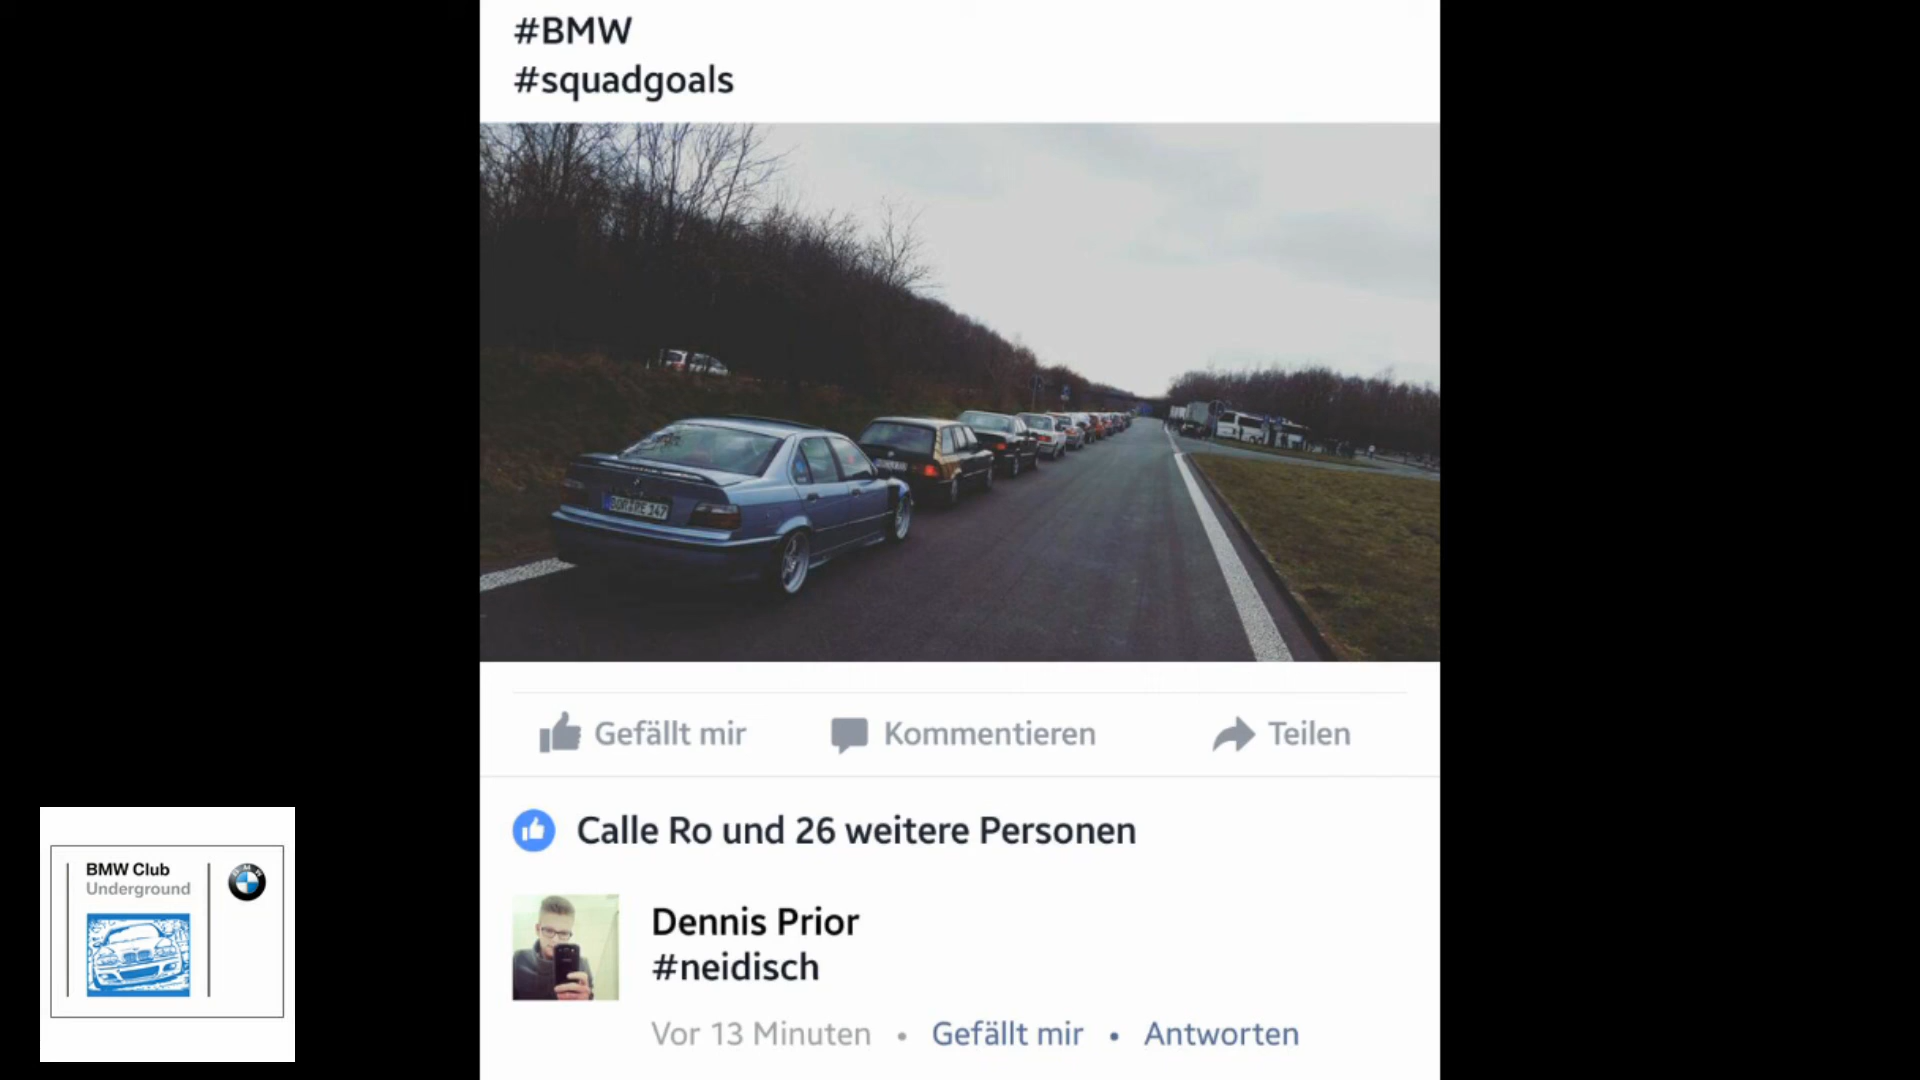 #BMW
#squadgoals
Gefällt mir
Kommentieren
Teilen
Calle Ro und 26 weitere Personen
Dennis Prior
#neidisch
Vor 13 Minuten • Gefällt mir • Antworten
BMW Club
Underground
BMW